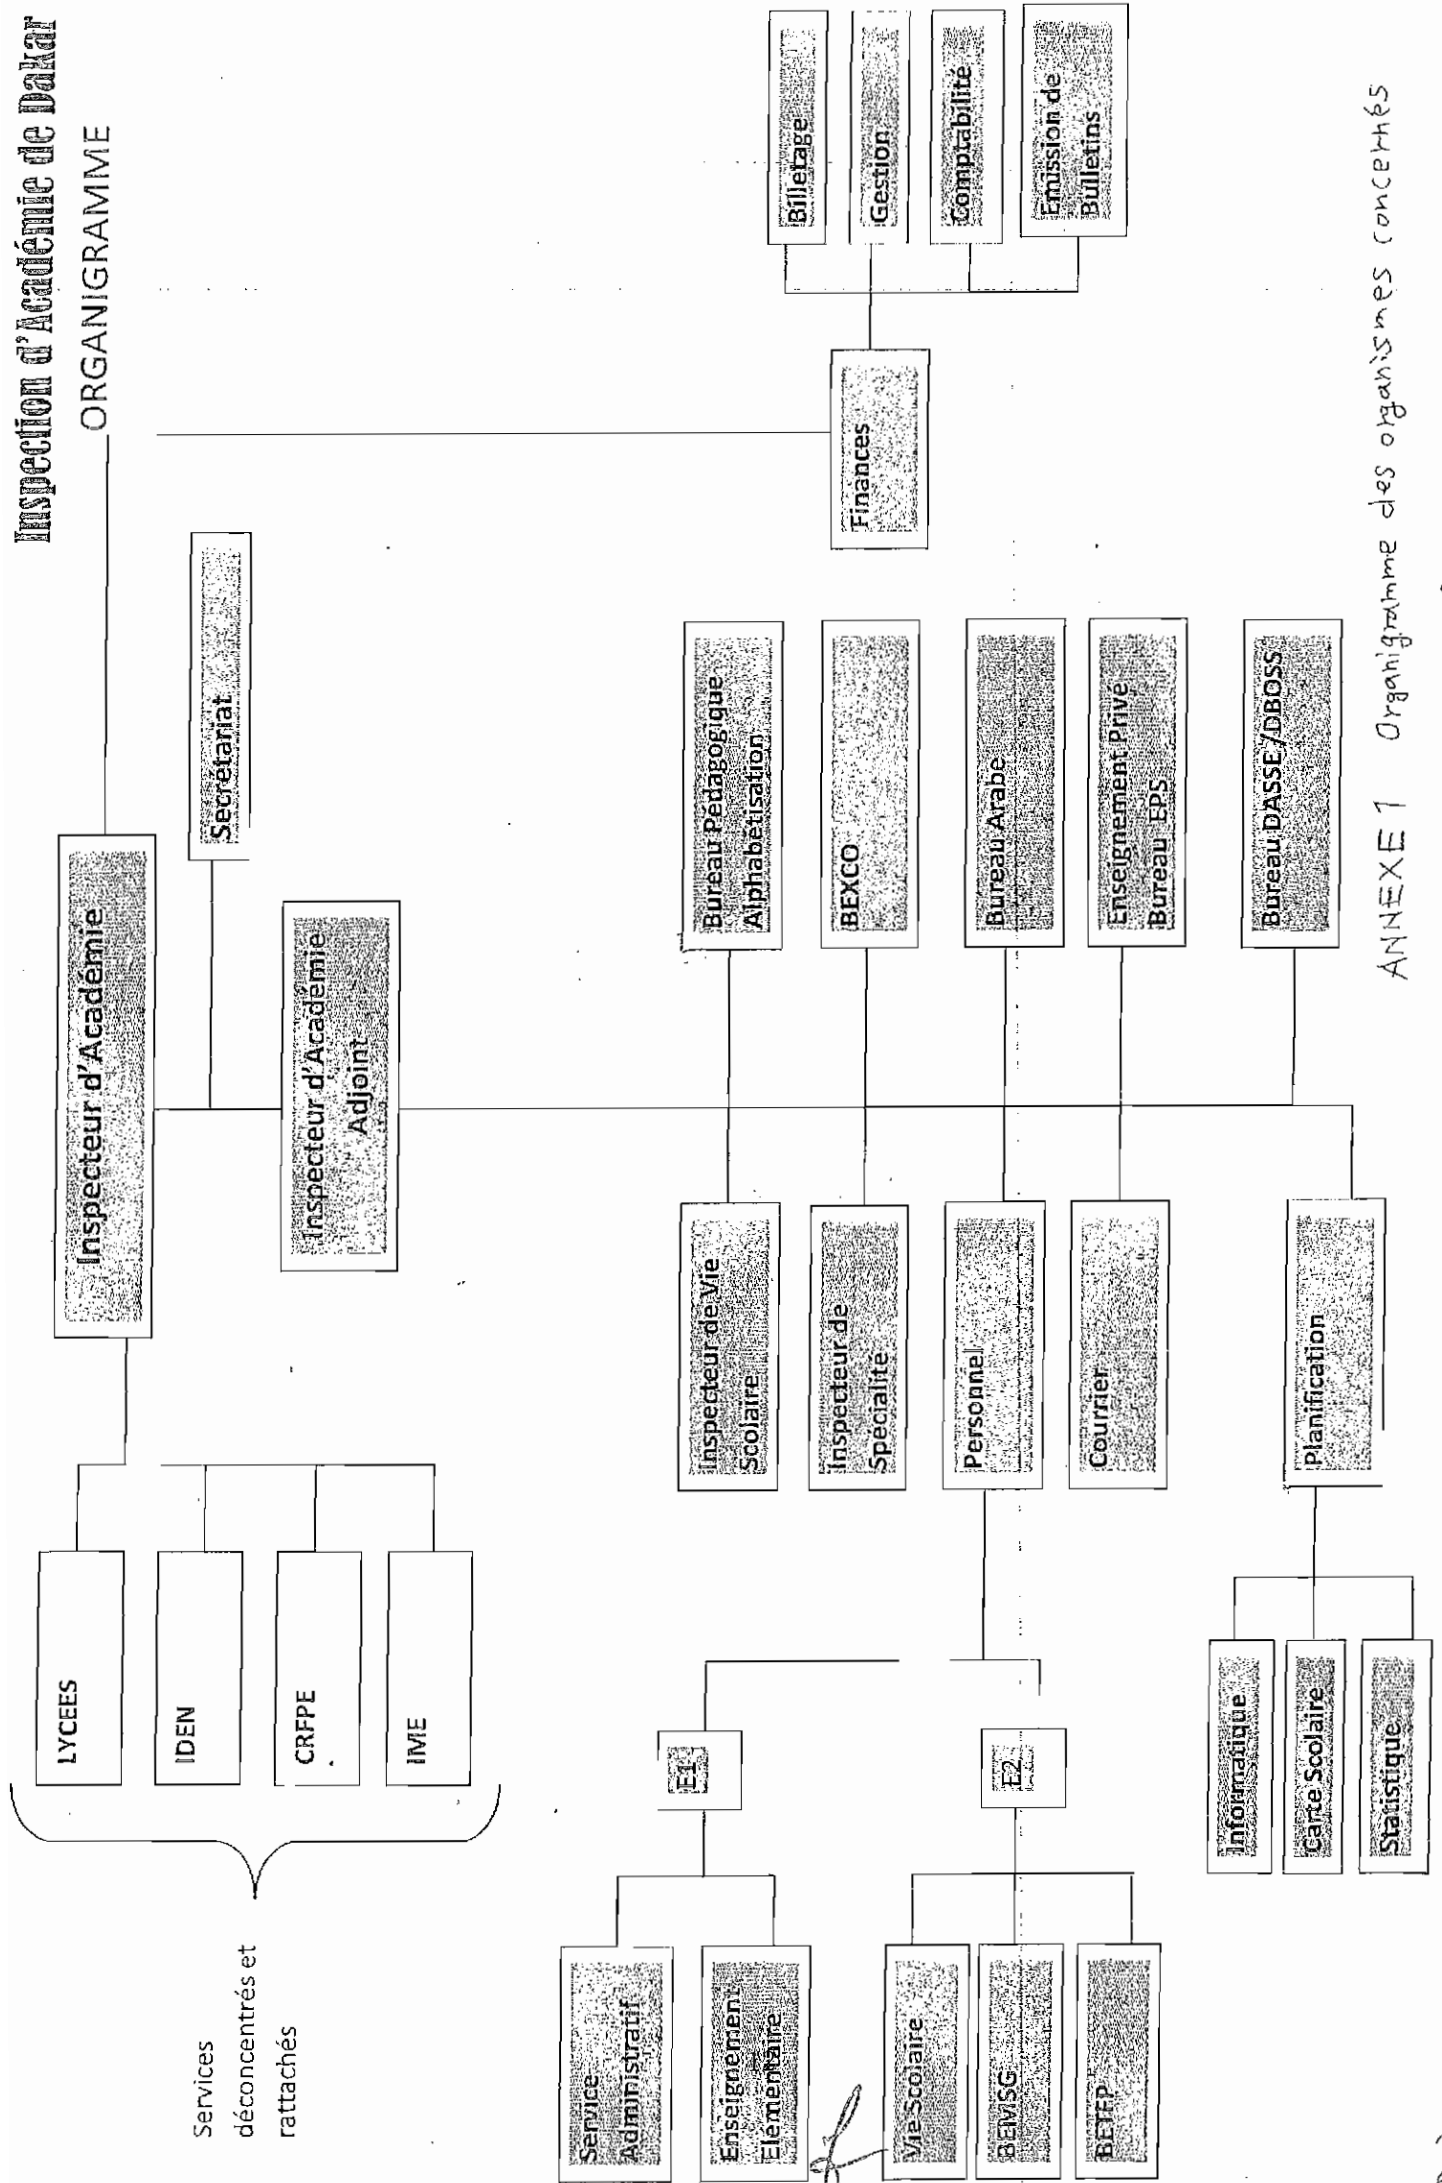 Inspection d'Académie de Dakar
ORGANIGRAMME
Inspecteur d'Académie
Secrétariat
Inspecteur d'Académie
Adjoint
Services
déconcentrés et
rattachés
LYCEES
IDEN
CRFPE
IME
Finances
Billetage
Gestion
Comptabilité
Emission de
Bulletins
Inspecteur de Vie
Scolaire
Inspecteur de
Spécialité
Personnel
Courrier
Planification
Bureau Pédagogique
Alphabétisation
BEXCO
Bureau Arabe
Enseignement Privé
Bureau EPS
Bureau DASSE/DBOSS
E1
E2
Service
Administratif
Enseignement
Elémentaire
Vie Scolaire
BEMSG
BETFP
Informatique
Carte Scolaire
Statistique
ANNEXE 1 Organigramme des organismes concernés